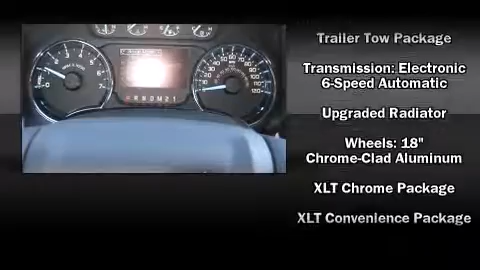 Trailer Tow Package
Transmission: Electronic
6-Speed Automatic
Upgraded Radiator
Wheels: 18"
Chrome-Clad Aluminum
XLT Chrome Package
XLT Convenience Package